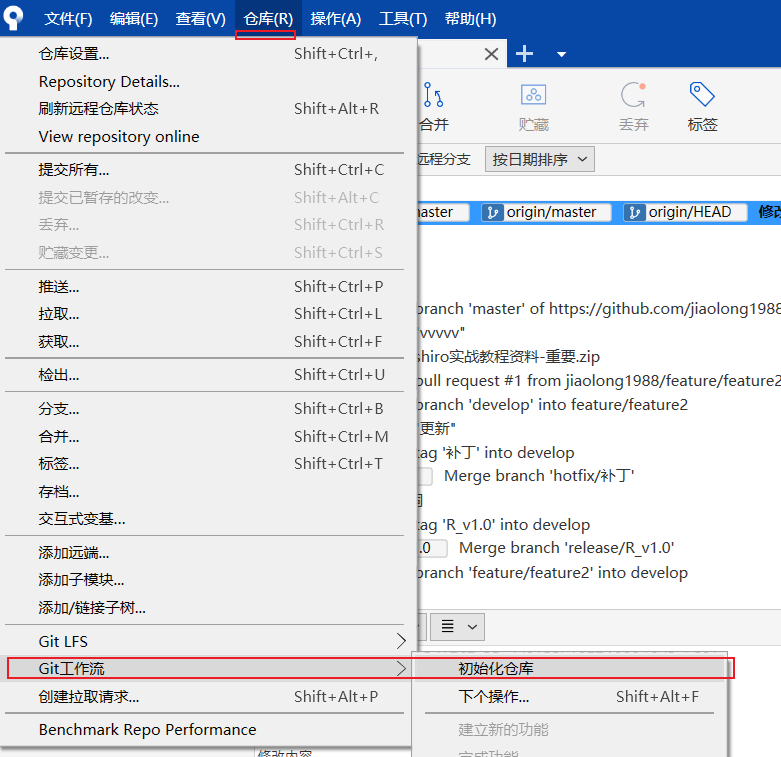 文件(F) 编辑(E) 查看(V) 仓库(R) 操作(A) 工具(T) 帮助(H)
仓库设置... Shift+Ctrl+,
Repository Details...
刷新远程仓库状态 Shift+Alt+R
View repository online
提交所有... Shift+Ctrl+C
提交已暂存的改变... Shift+Alt+C
丢弃... Shift+Ctrl+R
贮藏变更... Shift+Ctrl+S
推送... Shift+Ctrl+P
拉取... Shift+Ctrl+L
获取... Shift+Ctrl+F
检出... Shift+Ctrl+U
分支... Shift+Ctrl+B
合并... Shift+Ctrl+M
标签... Shift+Ctrl+T
存档...
交互式变基...
添加远端...
添加子模块...
添加/链接子树...
Git LFS
Git工作流
创建拉取请求... Shift+Alt+P
Benchmark Repo Performance
初始化仓库
下个操作... Shift+Alt+F
建立新的功能
完成功能
合并 贮藏 丢弃 标签
远程分支 按日期排序
master origin/master origin/HEAD 修改
branch 'master' of https://github.com/jiaolong1988
"vvvvv"
shiro实战教程资料-重要.zip
pull request #1 from jiaolong1988/feature/feature2
branch 'develop' into feature/feature2
"更新"
tag '补丁' into develop
Merge branch 'hotfix/补丁'
tag 'R_v1.0' into develop
.0 Merge branch 'release/R_v1.0'
branch 'feature/feature2' into develop
修改内容